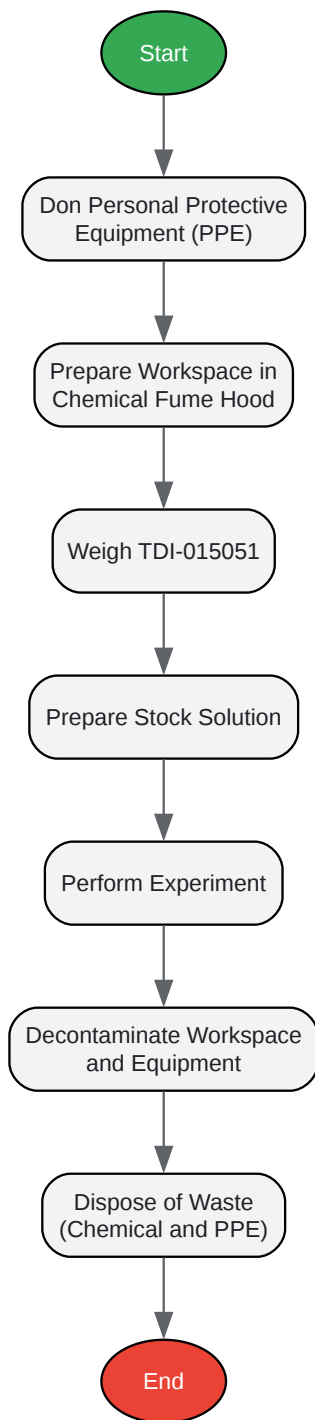 Start
Don Personal Protective
Equipment (PPE)
Prepare Workspace in
Chemical Fume Hood
Weigh TDI-015051
Prepare Stock Solution
Perform Experiment
Decontaminate Workspace
and Equipment
Dispose of Waste
(Chemical and PPE)
End